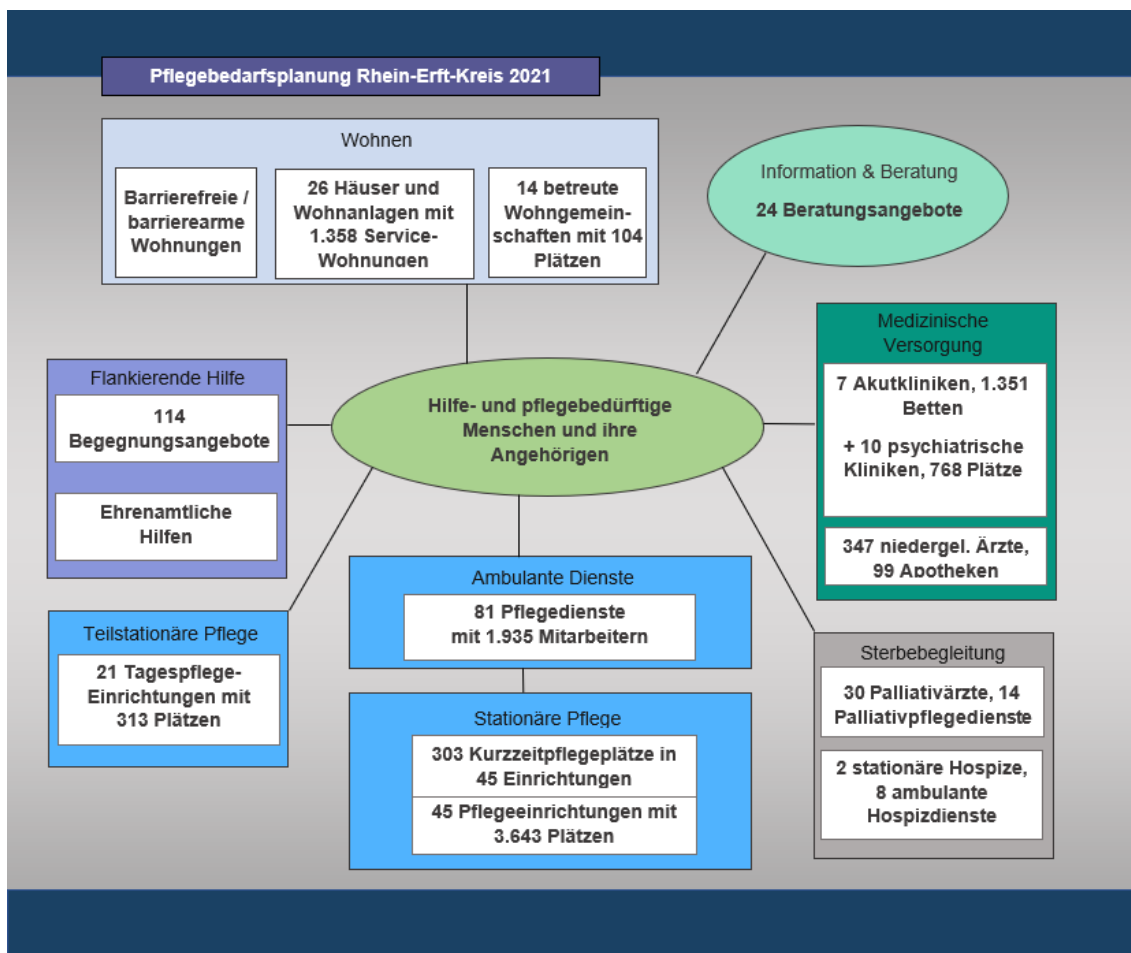 Pflegebedarfsplanung Rhein-Erft-Kreis 2021
Wohnen
Barrierefreie /
barrierearme
Wohnungen
26 Häuser und
Wohnanlagen mit
1.358 Service-
Wohnungen
14 betreute
Wohngemein-
schaften mit 104
Plätzen
Information & Beratung
24 Beratungsangebote
Medizinische
Versorgung
7 Akutkliniken, 1.351
Betten
+ 10 psychiatrische
Kliniken, 768 Plätze
347 niedergel. Ärzte,
99 Apotheken
Flankierende Hilfe
114
Begegnungsangebote
Ehrenamtliche
Hilfen
Hilfe- und pflegebedürftige
Menschen und ihre
Angehörigen
Teilstationäre Pflege
21 Tagespflege-
Einrichtungen mit
313 Plätzen
Ambulante Dienste
81 Pflegedienste
mit 1.935 Mitarbeitern
Stationäre Pflege
303 Kurzzeitpflegeplätze in
45 Einrichtungen
45 Pflegeeinrichtungen mit
3.643 Plätzen
Sterbebegleitung
30 Palliativärzte, 14
Palliativpflegedienste
2 stationäre Hospize,
8 ambulante
Hospizdienste